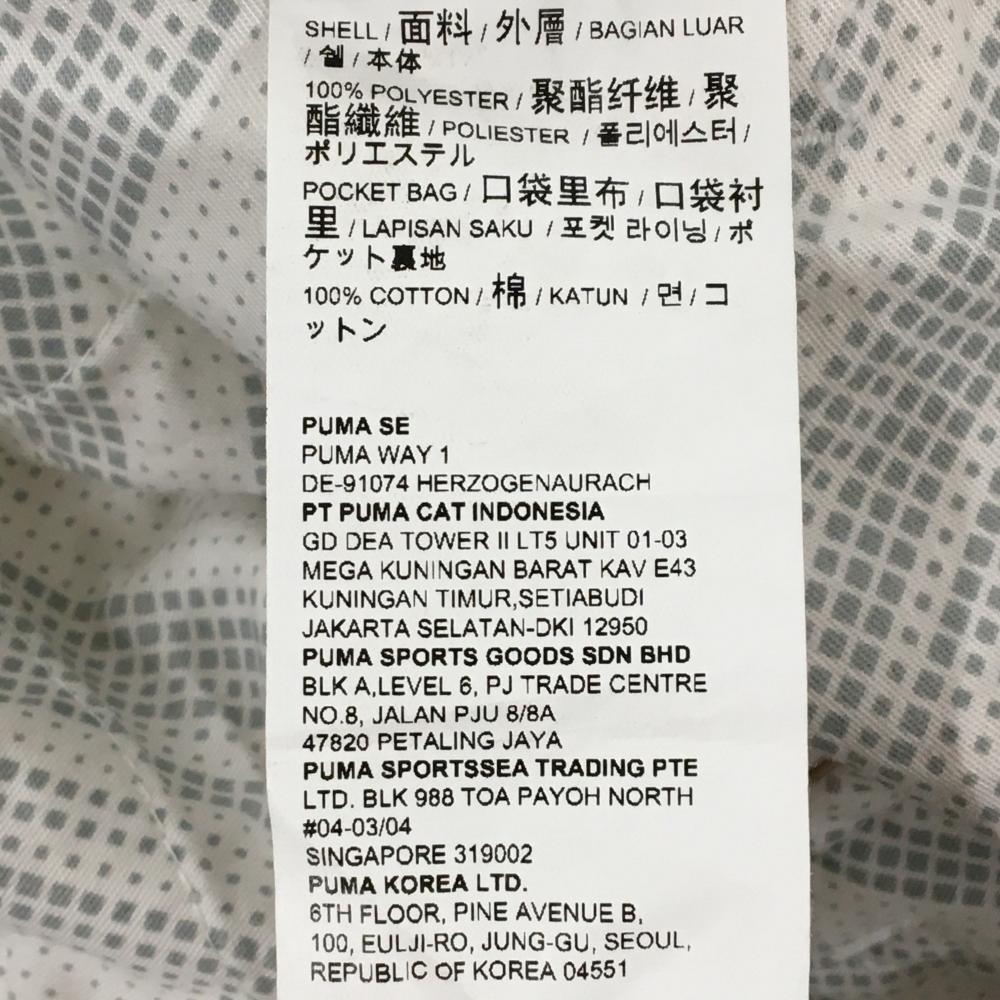 SHELL / 面料 / 外層 / BAGIAN LUAR
/ 쉘 / 本体
100% POLYESTER / 聚酯纤维 / 聚
酯纖維 / POLIESTER / 폴리에스터 /
ポリエステル
POCKET BAG / 口袋里布 / 口袋衬
里 / LAPISAN SAKU / 포켓 라이닝 / ポ
ケット裏地
100% COTTON / 棉 / KATUN / 면 / コ
ットン
PUMA SE
PUMA WAY 1
DE-91074 HERZOGENAURACH
PT PUMA CAT INDONESIA
GD DEA TOWER II LT5 UNIT 01-03
MEGA KUNINGAN BARAT KAV E43
KUNINGAN TIMUR,SETIABUDI
JAKARTA SELATAN-DKI 12950
PUMA SPORTS GOODS SDN BHD
BLK A,LEVEL 6, PJ TRADE CENTRE
NO.8, JALAN PJU 8/8A
47820 PETALING JAYA
PUMA SPORTSSEA TRADING PTE
LTD. BLK 988 TOA PAYOH NORTH
#04-03/04
SINGAPORE 319002
PUMA KOREA LTD.
6TH FLOOR, PINE AVENUE B,
100, EULJI-RO, JUNG-GU, SEOUL,
REPUBLIC OF KOREA 04551